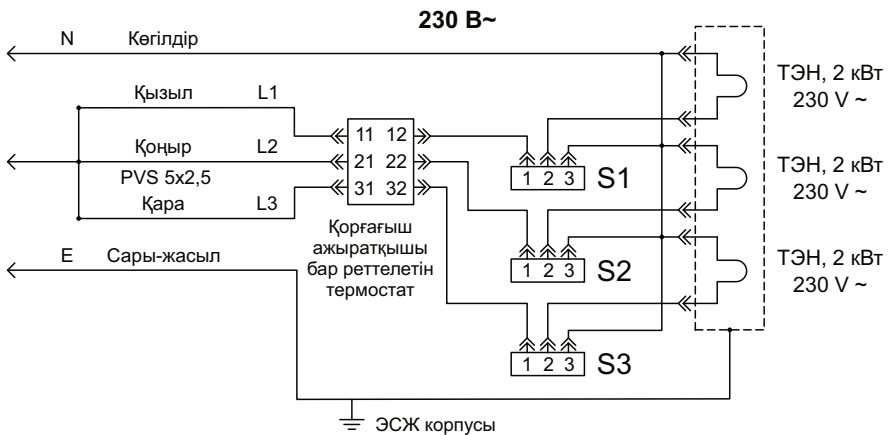 230 В~
N Көгілдір
ТЭН, 2 кВт
230 V ~
Қызыл L1
11 12
Қоңыр L2
21 22
PVS 5x2,5
31 32
Қара L3
1 2 3 S1
ТЭН, 2 кВт
230 V ~
Қорғағыш
ажыратқышы
бар реттелетін
термостат
E Сары-жасыл
1 2 3 S2
ТЭН, 2 кВт
230 V ~
1 2 3 S3
ЭСЖ корпусы